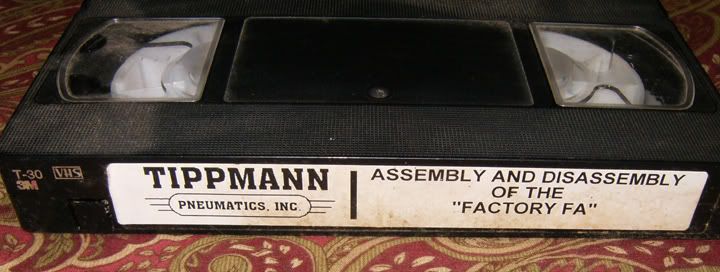 T-30
3M
VHS
TIPPMANN
PNEUMATICS, INC.
ASSEMBLY AND DISASSEMBLY
OF THE
"FACTORY FA"